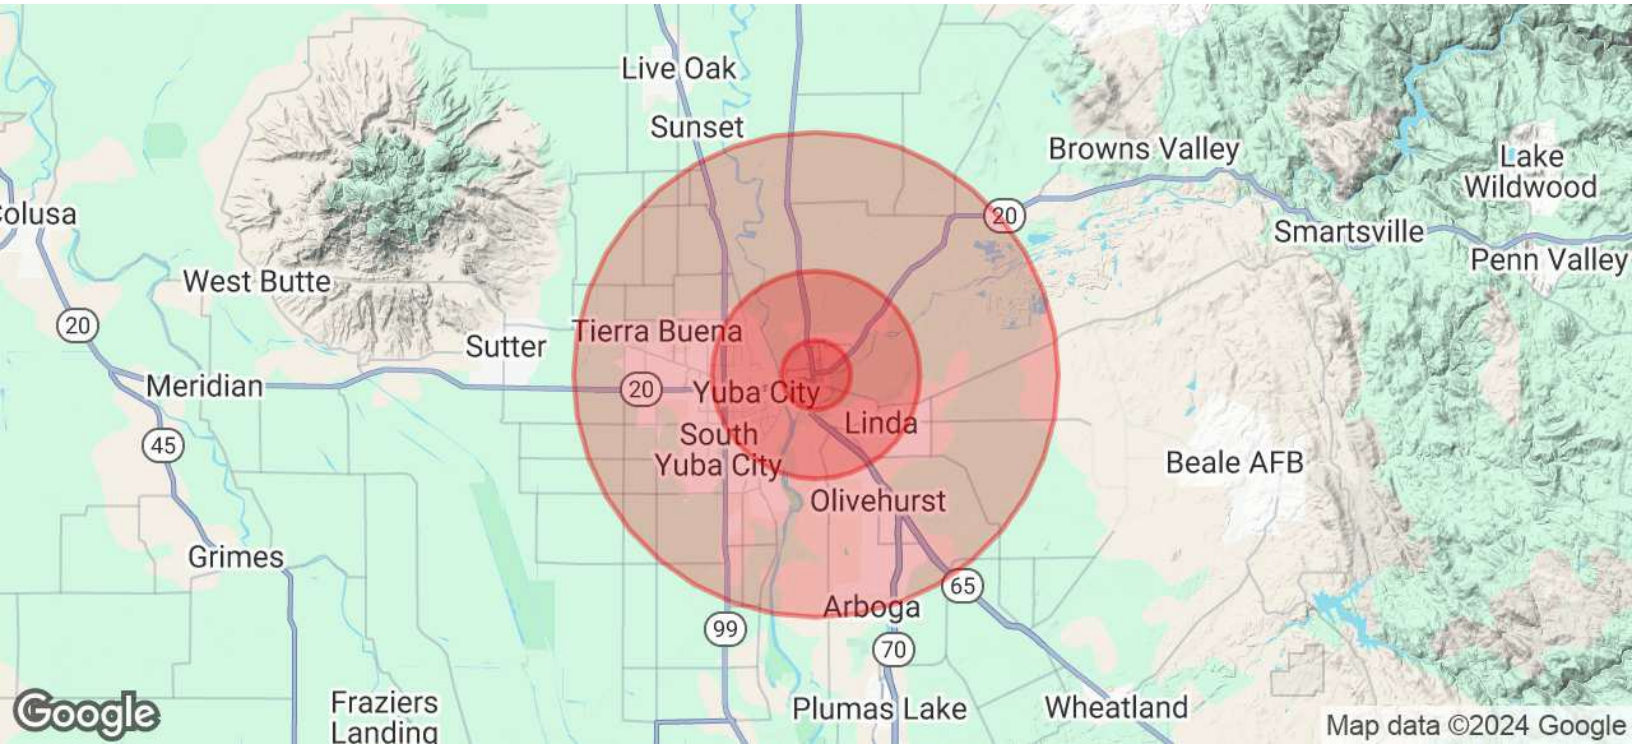 Live Oak
Sunset
Browns Valley
Lake
Wildwood
Colusa
20
Smartsville
Penn Valley
West Butte
20
Tierra Buena
Sutter
Meridian
20
Yuba City
Linda
South
Yuba City
45
Beale AFB
Olivehurst
Grimes
65
Arboga
99
70
Fraziers
Landing
Plumas Lake
Wheatland
Google
Map data ©2024 Google